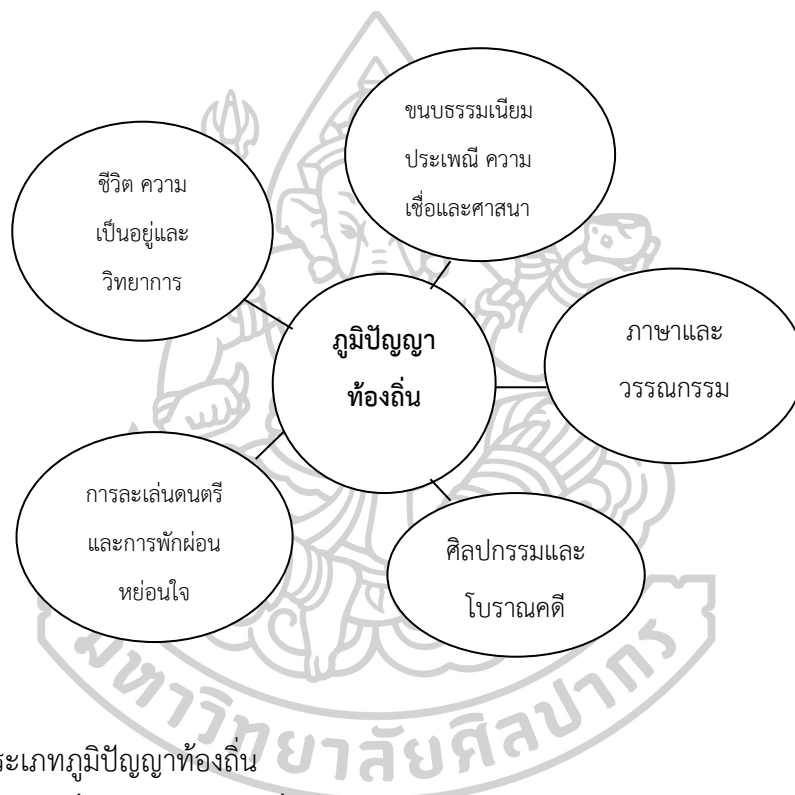 ขนบธรรมเนียม
ประเพณี ความ
เชื่อและศาสนา
ชีวิต ความ
เป็นอยู่และ
วิทยาการ
ภูมิปัญญา
ท้องถิ่น
ภาษาและ
วรรณกรรม
การละเล่นดนตรี
และการพักผ่อน
หย่อนใจ
ศิลปกรรมและ
โบราณคดี
มหาวิทยาลัยศิลปากร
ระเภทภูมิปัญญาท้องถิ่น